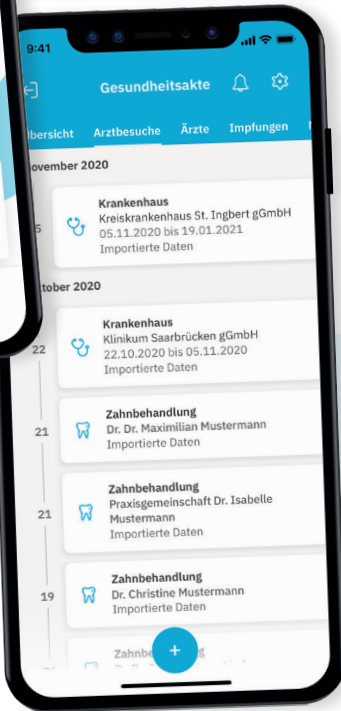 9:41
Gesundheitsakte
bersicht Arztbesuche Ärzte Impfungen
ovember 2020
5
Krankenhaus
Kreiskrankenhaus St. Ingbert gGmbH
05.11.2020 bis 19.01.2021
Importierte Daten
tober 2020
22
Krankenhaus
Klinikum Saarbrücken gGmbH
22.10.2020 bis 05.11.2020
Importierte Daten
21
Zahnbehandlung
Dr. Dr. Maximilian Mustermann
Importierte Daten
21
Zahnbehandlung
Praxisgemeinschaft Dr. Isabelle
Mustermann
Importierte Daten
19
Zahnbehandlung
Dr. Christine Mustermann
Importierte Daten
+